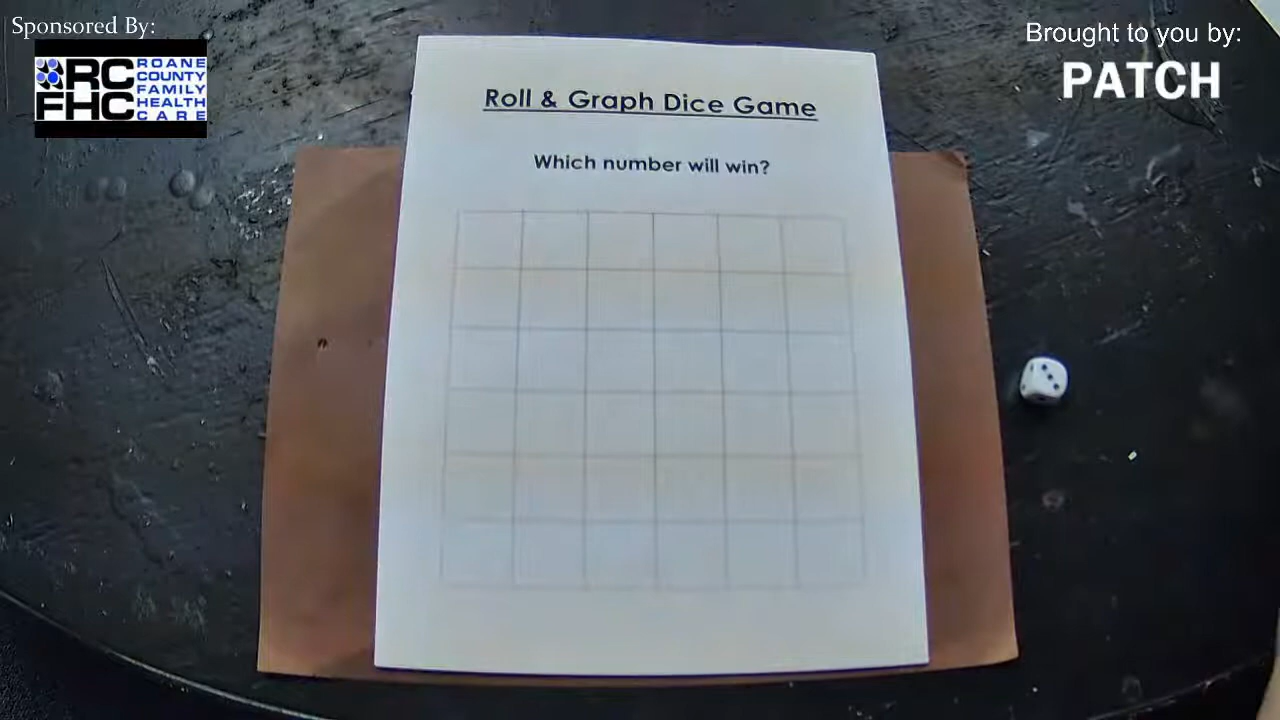 Sponsored By:
RC
FHC
ROANE
COUNTY
FAMILY
HEALTH
CARE
Brought to you by:
PATCH
Roll & Graph Dice Game
Which number will win?